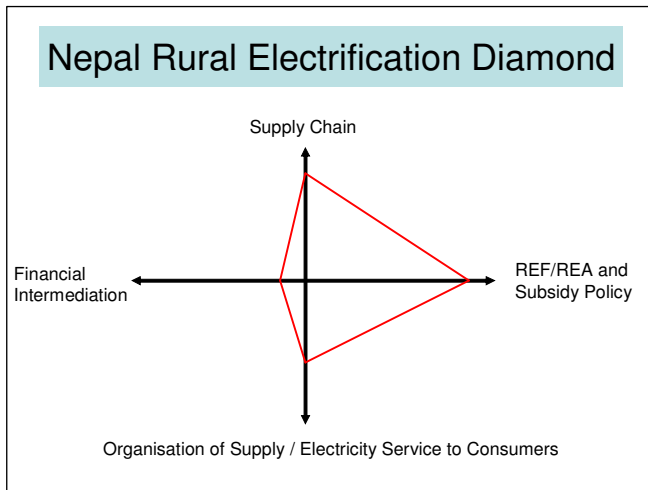 Nepal Rural Electrification Diamond
Supply Chain
Financial
Intermediation
REF/REA and
Subsidy Policy
Organisation of Supply / Electricity Service to Consumers